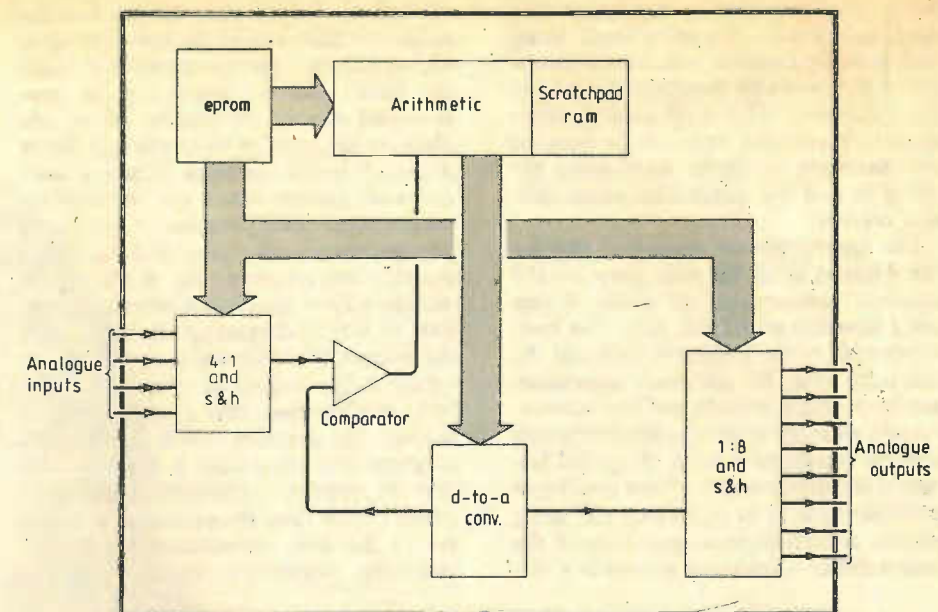 eprom
Arithmetic
Scratchpad
ram
Analogue
inputs
4:1
and
s&h
Comparator
d-to-a
conv.
1:8
and
s&h
Analogue
outputs